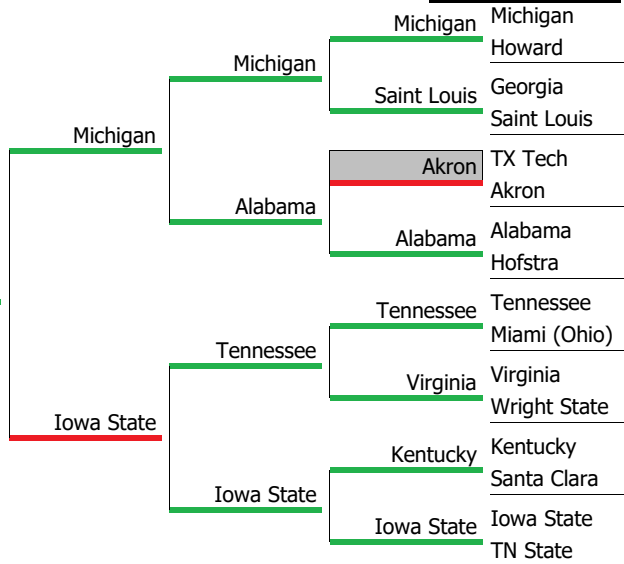 Michigan
Michigan
Howard
Michigan
Saint Louis
Georgia
Saint Louis
Michigan
Akron
TX Tech
Akron
Alabama
Alabama
Alabama
Hofstra
Tennessee
Tennessee
Miami (Ohio)
Tennessee
Virginia
Virginia
Wright State
Iowa State
Kentucky
Kentucky
Santa Clara
Iowa State
Iowa State
Iowa State
TN State